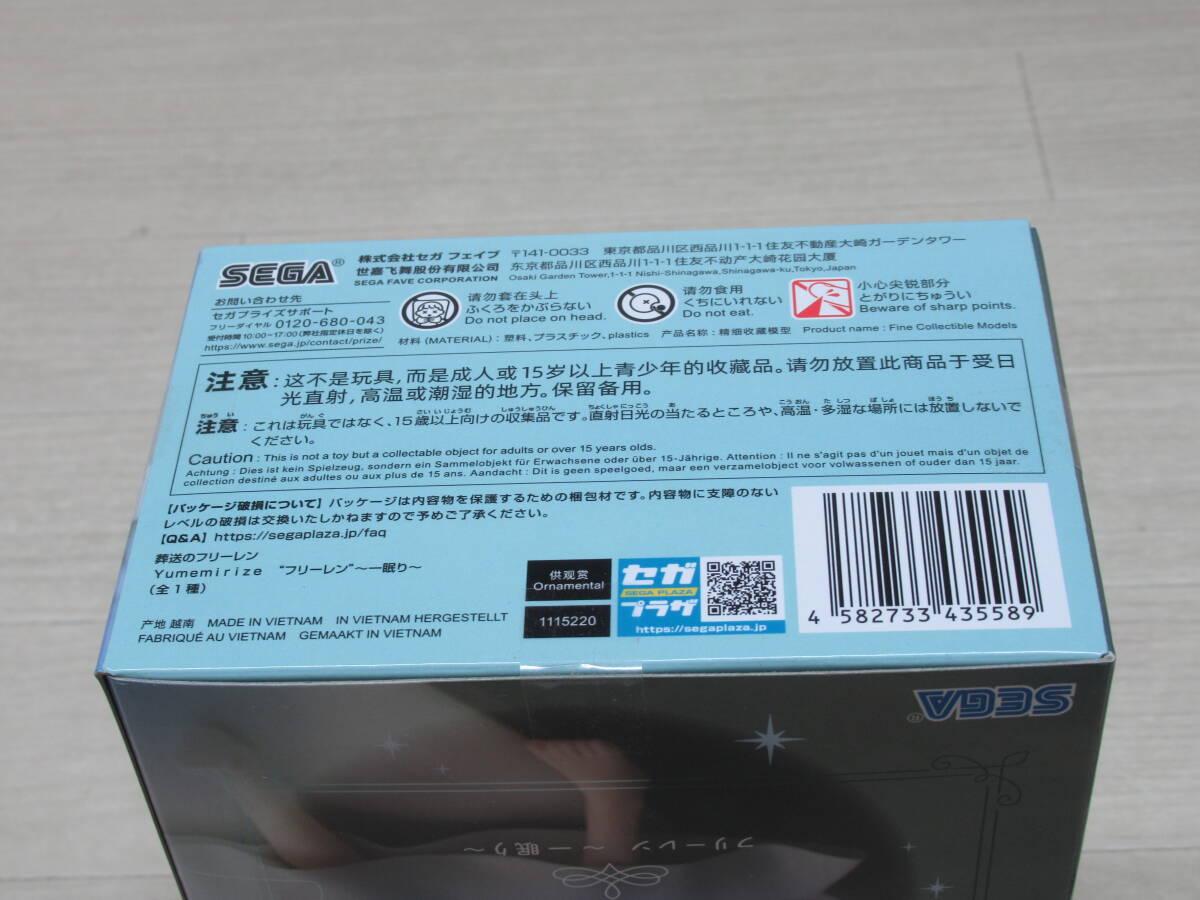 SEGA®
株式会社セガ フェイブ 〒141-0033 東京都品川区西品川1-1-1住友不動産大崎ガーデンタワー
世嘉飞舞股份有限公司 东京都品川区西品川1-1-1住友不动产大崎花园大厦
SEGA FAVE CORPORATION Osaki Garden Tower,1-1-1 Nishi-Shinagawa,Shinagawa-ku,Tokyo,Japan
お問い合わせ先
セガプライズサポート
フリーダイヤル 0120-680-043
受付時間 10:00~17:00(弊社指定休日を除く)
https://www.sega.jp/contact/prize/
请勿套在头上
ふくろをかぶらない
Do not place on head.
请勿食用
くちにいれない
Do not eat.
小心尖锐部分
とがりにちゅうい
Beware of sharp points.
材料 (MATERIAL) : 塑料、プラスチック、plastics 产品名称 : 精细收藏模型 Product name : Fine Collectible Models
注意 : 这不是玩具,而是成人或15岁以上青少年的收藏品。请勿放置此商品于受日
光直射,高温或潮湿的地方。保留备用。
注意 : これは玩具ではなく、15歳以上向けの収集品です。直射日光の当たるところや、高温・多湿な場所には放置しないで
ください。
Caution : This is not a toy but a collectable object for adults or over 15 years olds.
Achtung : Dies ist kein Spielzeug, sondern ein Sammelobjekt für Erwachsene oder über 15-Jährige. Attention : Il ne s'agit pas d'un jouet mais d'un objet de
collection destiné aux adultes ou aux plus de 15 ans. Aandacht : Dit is geen speelgoed, maar een verzamelobject voor volwassenen of ouder dan 15 jaar.
【パッケージ破損について】パッケージは内容物を保護するための梱包材です。内容物に支障のない
レベルの破損は交換いたしかねますので予めご了承ください。
【Q&A】https://segaplaza.jp/faq
葬送のフリーレン
Yumemirize “フリーレン”~一眠り~
(全1種)
产地 越南 MADE IN VIETNAM IN VIETNAM HERGESTELLT
FABRIQUÉ AU VIETNAM GEMAAKT IN VIETNAM
供观赏
Ornamental
1115220
セガ
SEGA PLAZA
プラザ
https://segaplaza.jp
4 582733 435589
SEGA®
フリーレン ~一眠り~